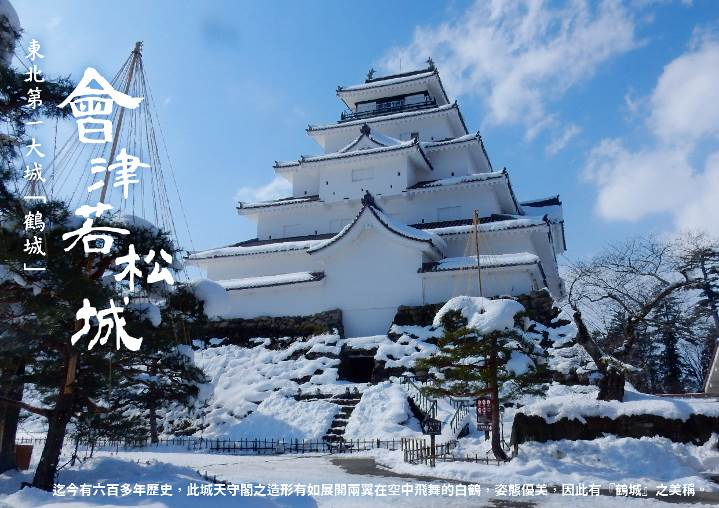 東北第一大城「鶴城」
會津若松城
迄今有六百多年歷史，此城天守閣之造形有如展開兩翼在空中飛舞的白鶴，姿態優美，因此有『鶴城』之美稱